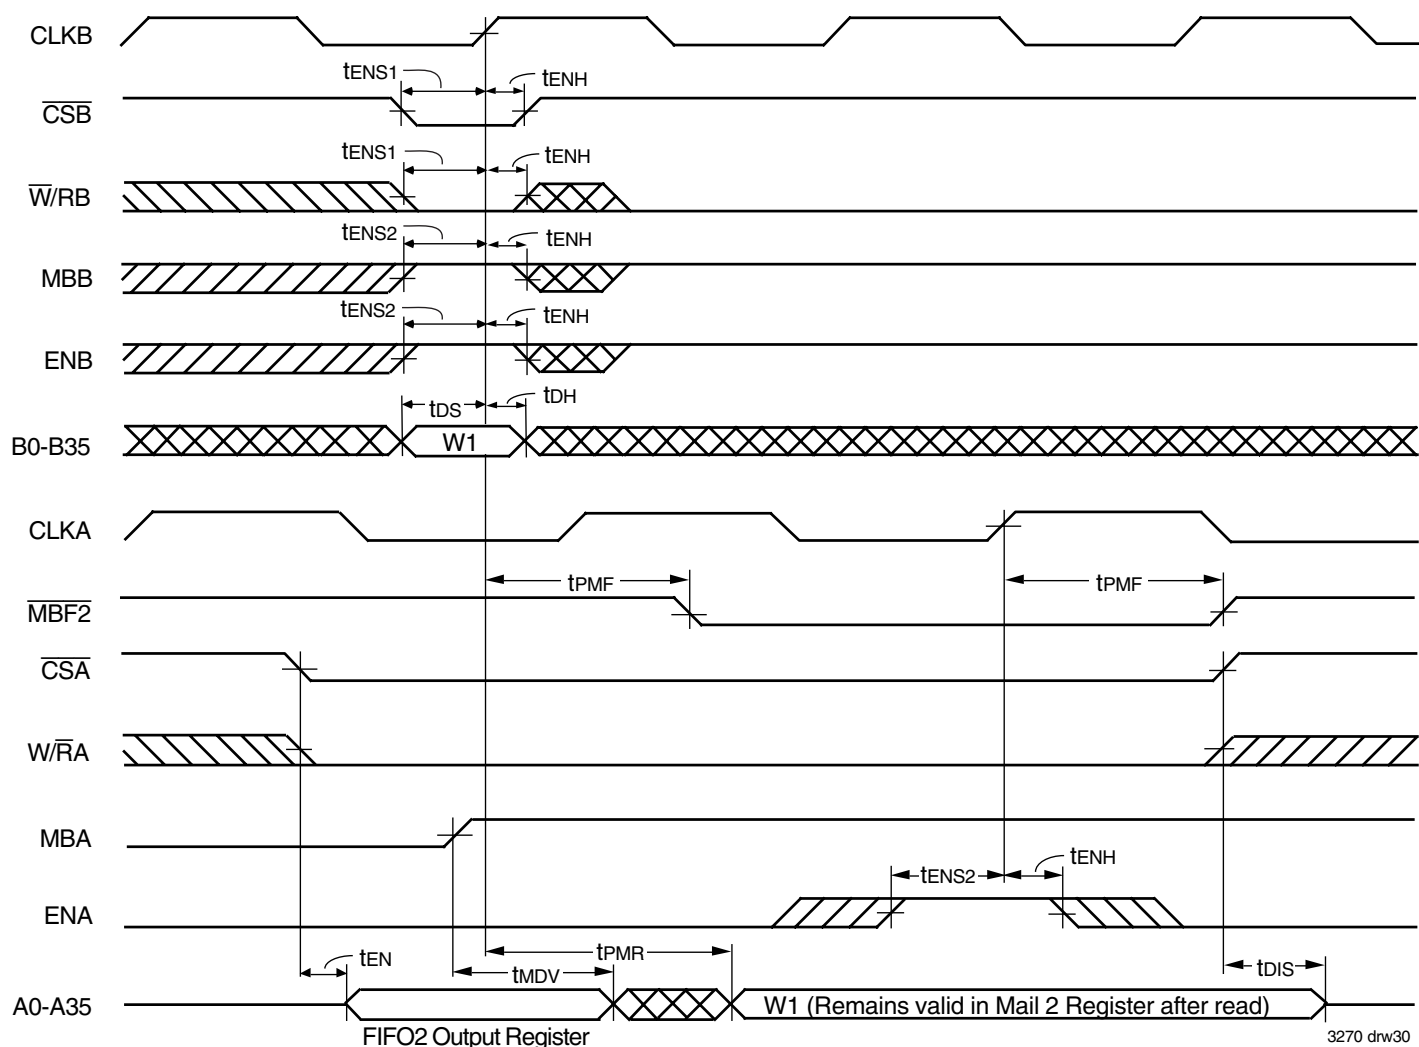 CLKB
tENS1
tENH
CSB
tENS1
tENH
W/RB
tENS2
tENH
MBB
tENS2
tENH
ENB
tDS
tDH
B0-B35
W1
CLKA
tPMF
tPMF
MBF2
CSA
W/RA
MBA
tENS2
tENH
ENA
tEN
tPMR
tMDV
tDIS
A0-A35
W1 (Remains valid in Mail 2 Register after read)
FIFO2 Output Register
3270 drw30